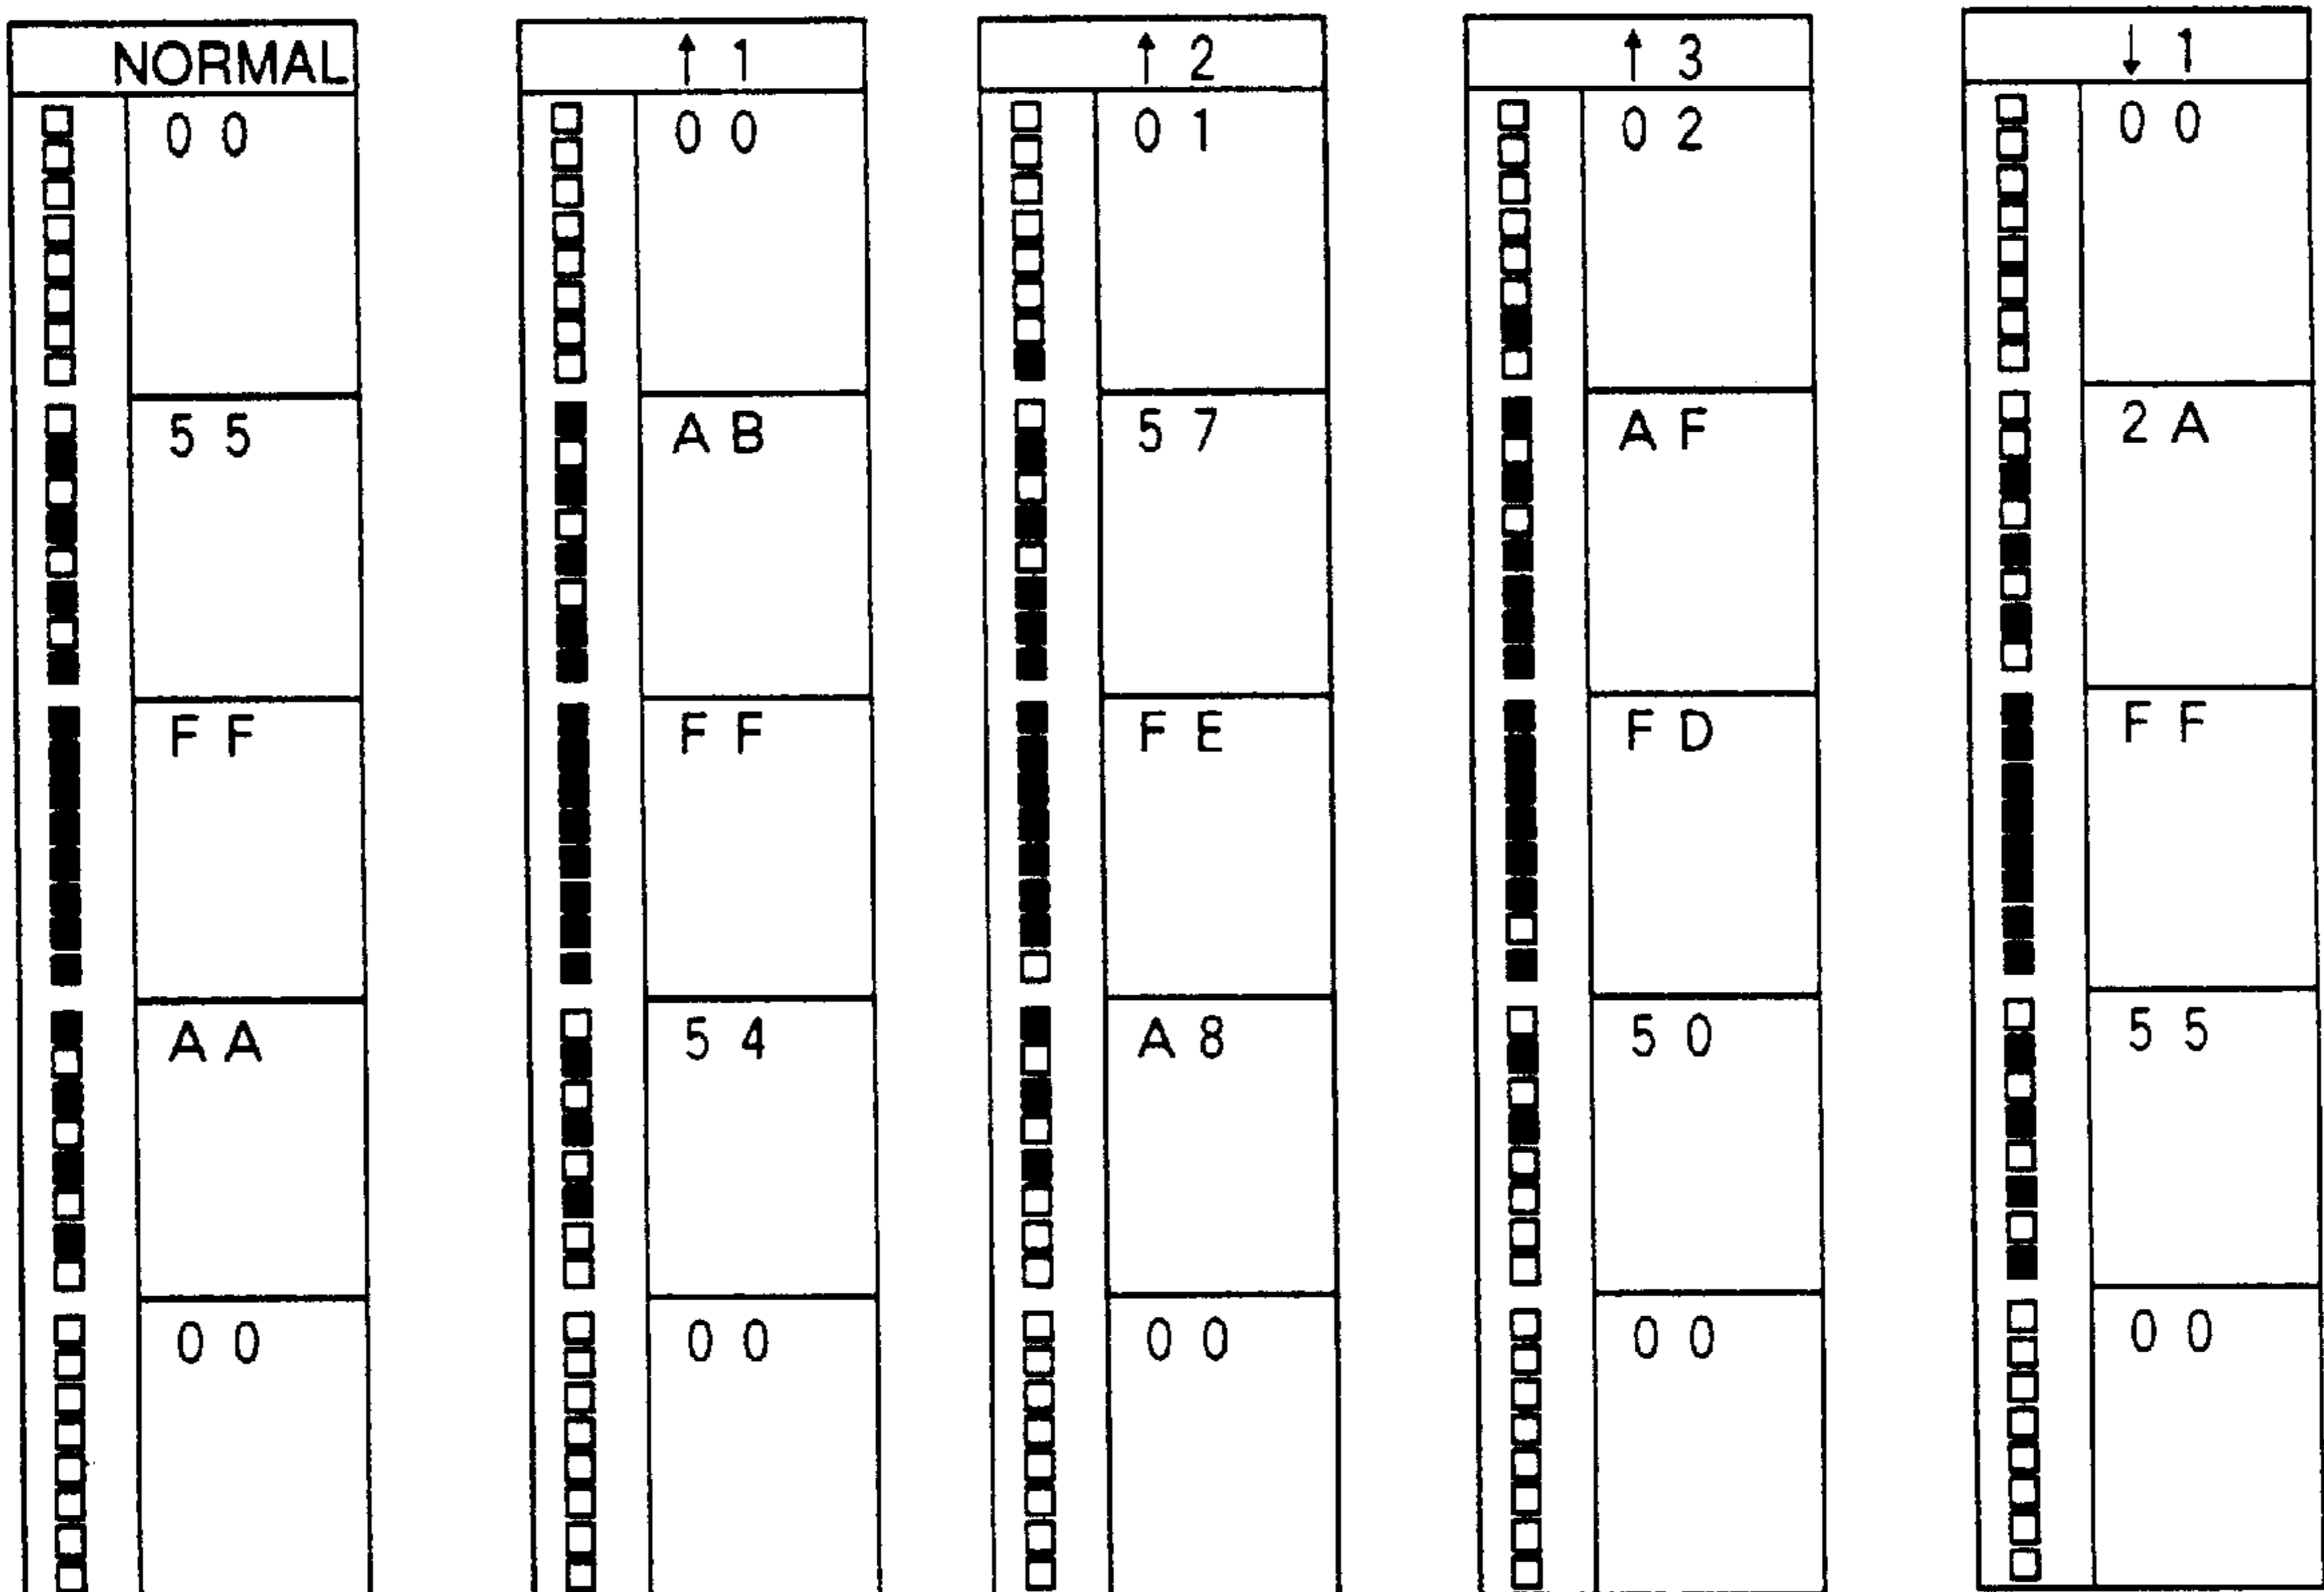 NORMAL ↑ 1 ↑ 2 ↑ 3 ↓ 1
0 0 0 0 0 1 0 2 0 0
5 5 A B 5 7 A F 2 A
F F F F F E F D F F
A A 5 4 A 8 5 0 5 5
0 0 0 0 0 0 0 0 0 0